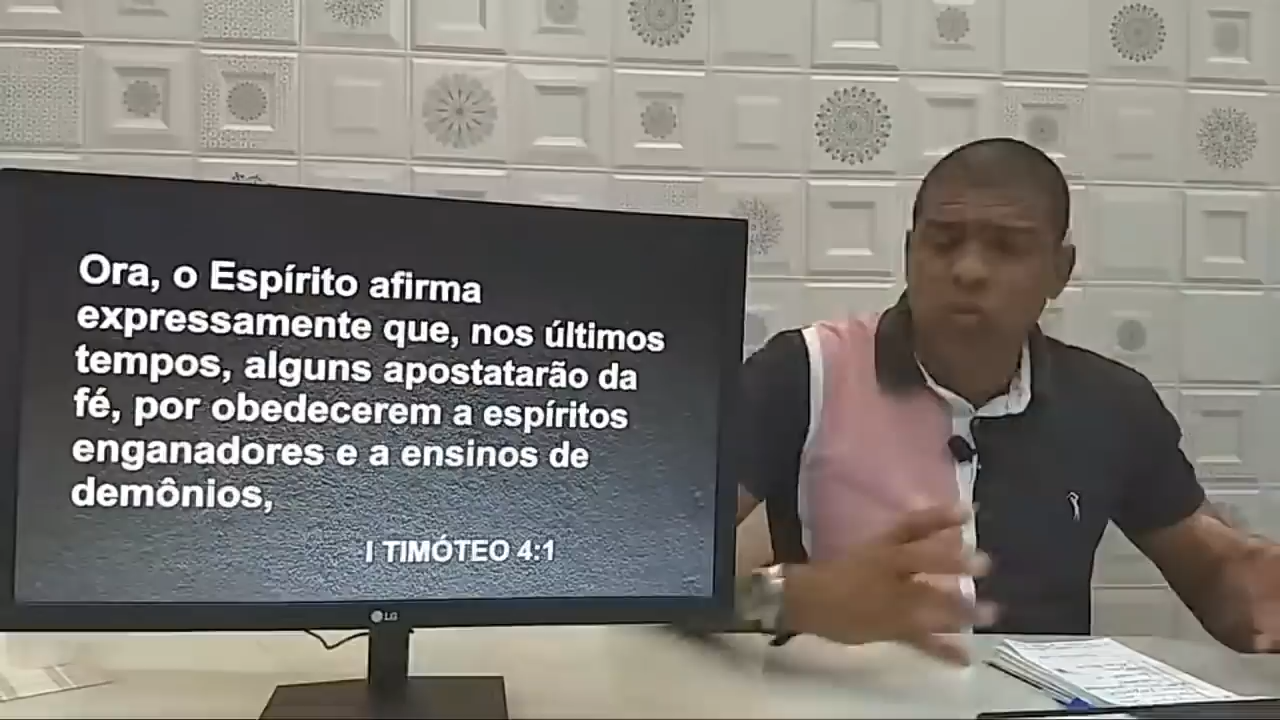 Ora, o Espírito afirma
expressamente que, nos últimos
tempos, alguns apostatarão da
fé, por obedecerem a espíritos
enganadores e a ensinos de
demônios,
I TIMÓTEO 4:1
LG